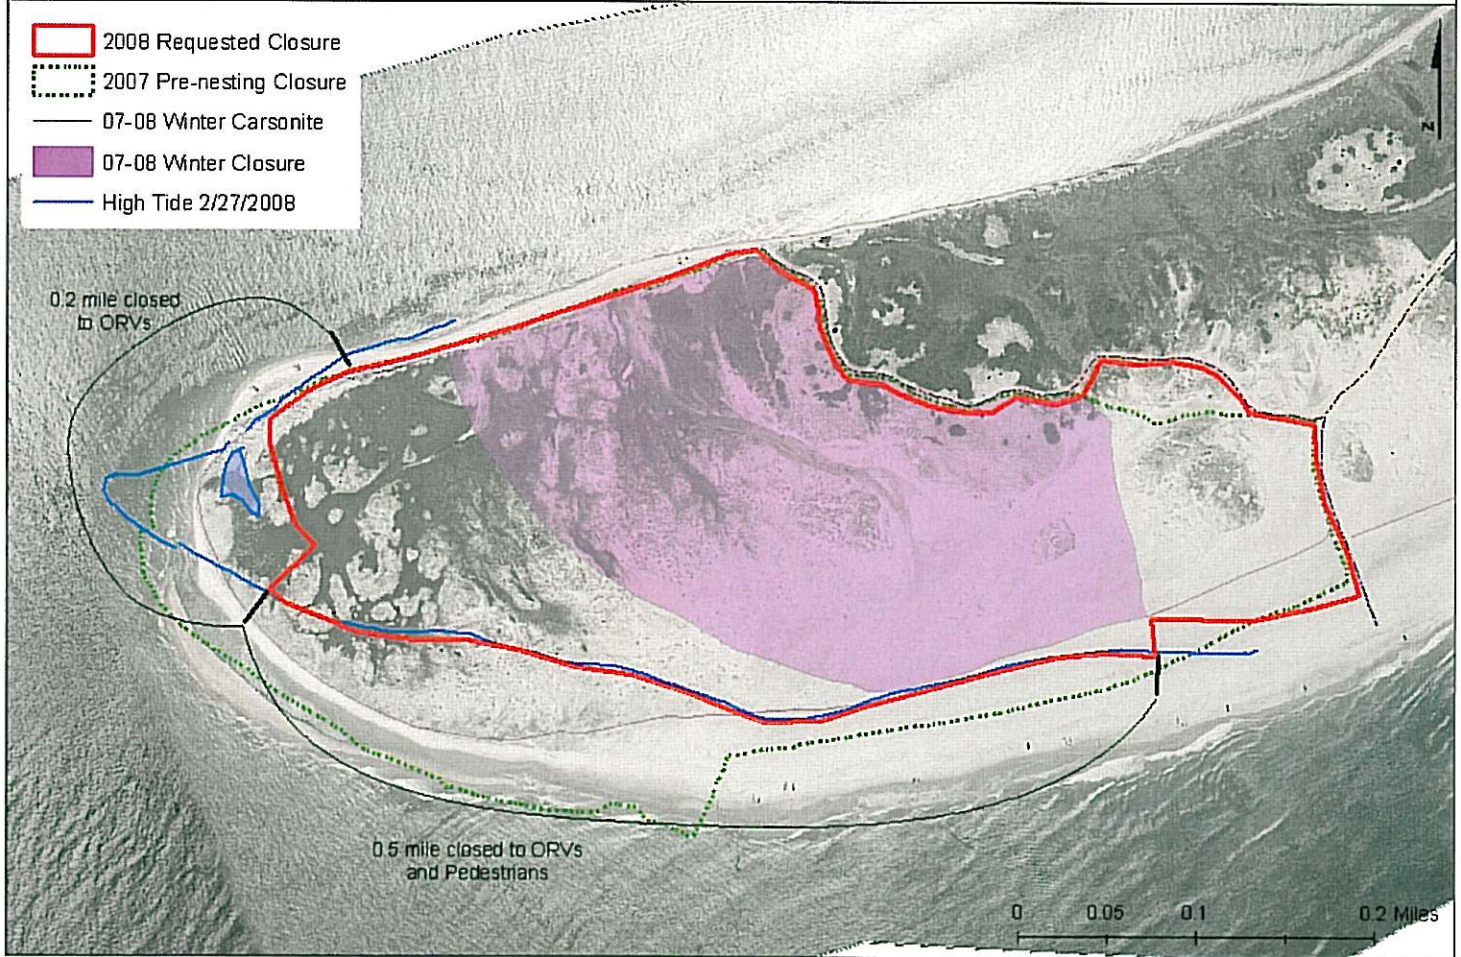 2008 Requested Closure
2007 Pre-nesting Closure
07-08 Winter Carsonite
07-08 Winter Closure
High Tide 2/27/2008
N
0.2 mile closed
to ORVs
0.5 mile closed to ORVs
and Pedestrians
0 0.05 0.1 0.2 Miles